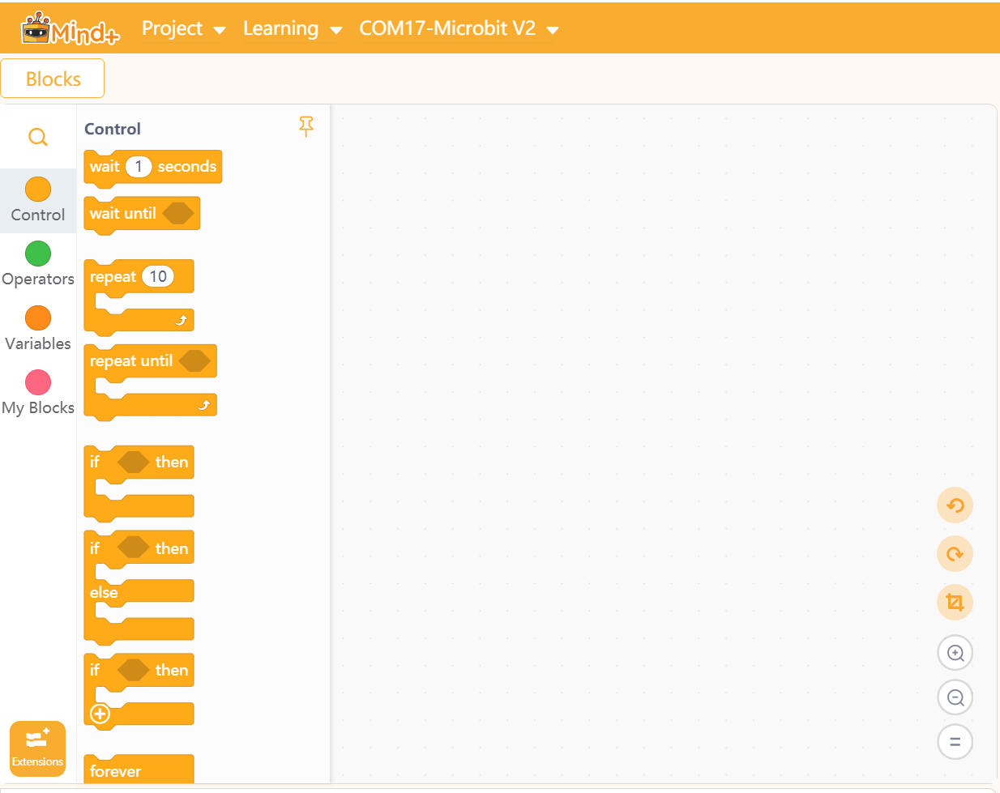 Mind+ Project Learning COM17-Microbit V2
Blocks
Control
wait 1 seconds
Control
wait until
Operators
repeat 10
Variables
repeat until
My Blocks
if then
if then
else
if then
Extensions
forever